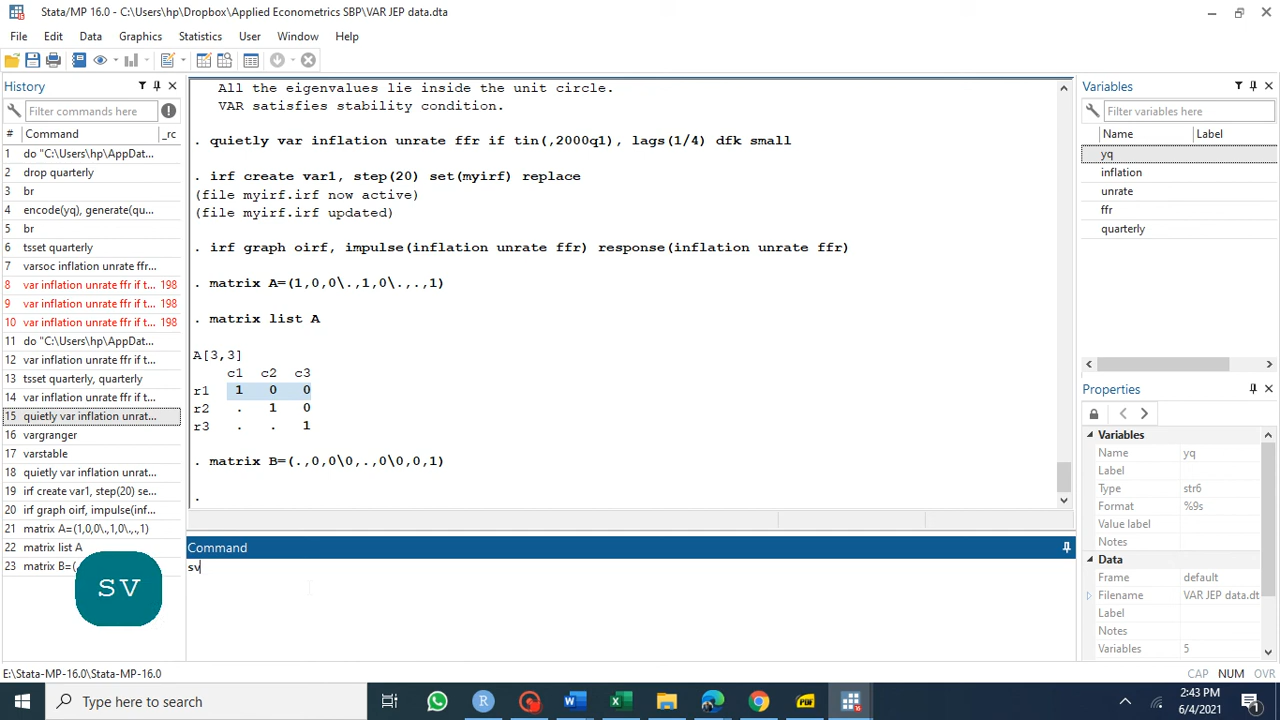 Stata/MP 16.0 - C:\Users\hp\Dropbox\Applied Econometrics SBP\VAR JEP data.dta
File Edit Data Graphics Statistics User Window Help
History
Filter commands here
# Command _rc
1 do "C:\Users\hp\AppDat...
2 drop quarterly
3 br
4 encode(yq), generate(qu...
5 br
6 tsset quarterly
7 varsoc inflation unrate ffr...
8 var inflation unrate ffr if t... 198
9 var inflation unrate ffr if t... 198
10 var inflation unrate ffr if t... 198
11 do "C:\Users\hp\AppDat...
12 var inflation unrate ffr if t...
13 tsset quarterly, quarterly
14 var inflation unrate ffr if t...
15 quietly var inflation unrat...
16 vargranger
17 varstable
18 quietly var inflation unrat...
19 irf create var1, step(20) se...
20 irf graph oirf, impulse(inf...
21 matrix A=(1,0,0\.,1,0\.,.,1)
22 matrix list A
23 matrix B=(.
sv
All the eigenvalues lie inside the unit circle.
VAR satisfies stability condition.
. quietly var inflation unrate ffr if tin(,2000q1), lags(1/4) dfk small
. irf create var1, step(20) set(myirf) replace
(file myirf.irf now active)
(file myirf.irf updated)
. irf graph oirf, impulse(inflation unrate ffr) response(inflation unrate ffr)
. matrix A=(1,0,0\.,1,0\.,.,1)
. matrix list A
A[3,3]
c1 c2 c3
r1 1 0 0
r2 . 1 0
r3 . . 1
. matrix B=(.,0,0\0,.,0\0,0,1)
.
Command
sv
Variables
Filter variables here
Name Label
yq
inflation
unrate
ffr
quarterly
Properties
Variables
Name yq
Label
Type str6
Format %9s
Value label
Notes
Data
Frame default
Filename VAR JEP data.dt
Label
Notes
Variables 5
E:\Stata-MP-16.0\Stata-MP-16.0
CAP NUM OVR
Type here to search
2:43 PM
6/4/2021
1